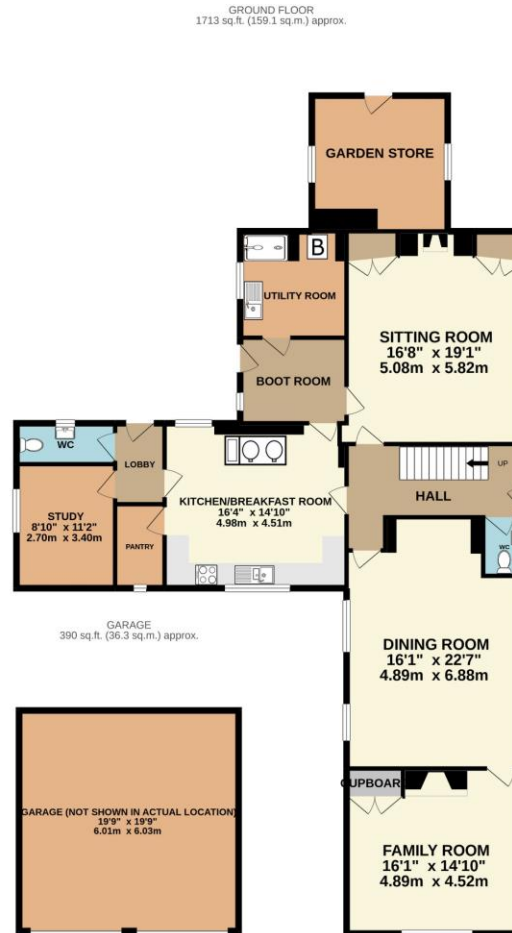 GROUND FLOOR
1713 sq.ft. (159.1 sq.m.) approx.
GARDEN STORE
B
UTILITY ROOM
SITTING ROOM
16'8" x 19'1"
5.08m x 5.82m
BOOT ROOM
WC
LOBBY
UP
HALL
KITCHEN/BREAKFAST ROOM
16'4" x 14'10"
4.98m x 4.51m
STUDY
8'10" x 11'2"
2.70m x 3.40m
PANTRY
WC
GARAGE
390 sq.ft. (36.3 sq.m.) approx.
DINING ROOM
16'1" x 22'7"
4.89m x 6.88m
CUPBOAR
GARAGE (NOT SHOWN IN ACTUAL LOCATION)
19'9" x 19'9"
6.01m x 6.03m
FAMILY ROOM
16'1" x 14'10"
4.89m x 4.52m